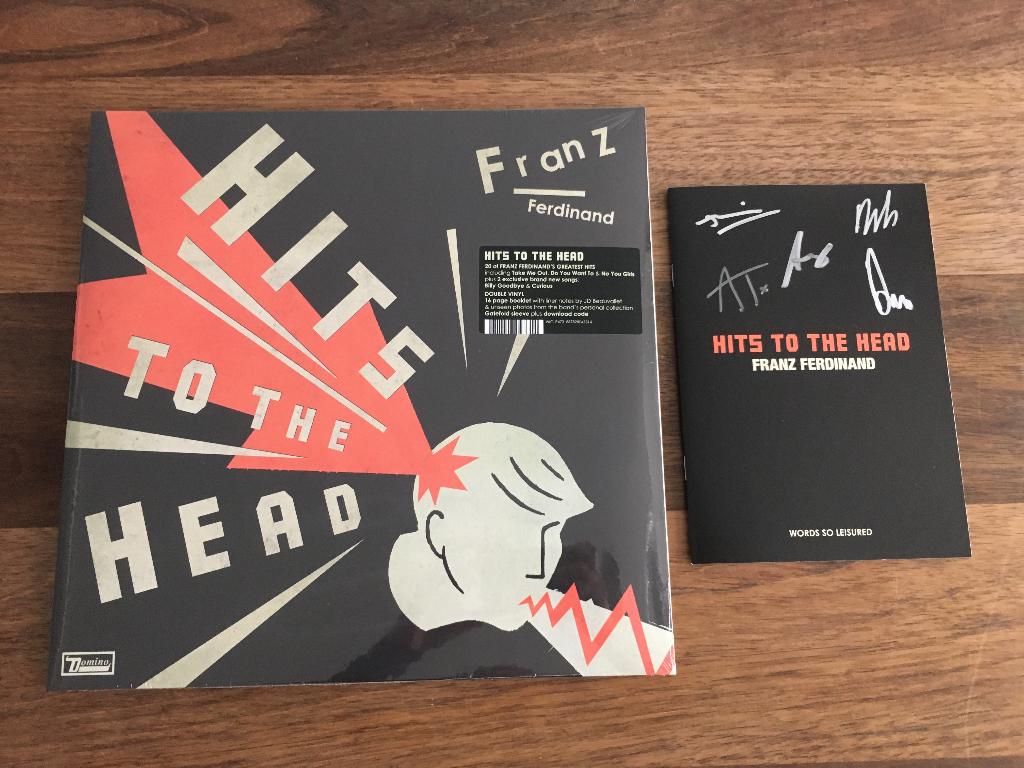 HITS
TO THE
HEAD
Franz
Ferdinand
HITS TO THE HEAD
20 of FRANZ FERDINAND'S GREATEST HITS
including Take Me Out, Do You Want To & No You Girls
plus 2 exclusive brand new songs:
Billy Goodbye & Curious
DOUBLE VINYL
16 page booklet with liner notes by JD Beauvallet
& unseen photos from the band's personal collection
Gatefold sleeve plus download code
Domino
HITS TO THE HEAD
FRANZ FERDINAND
WORDS SO LEISURED